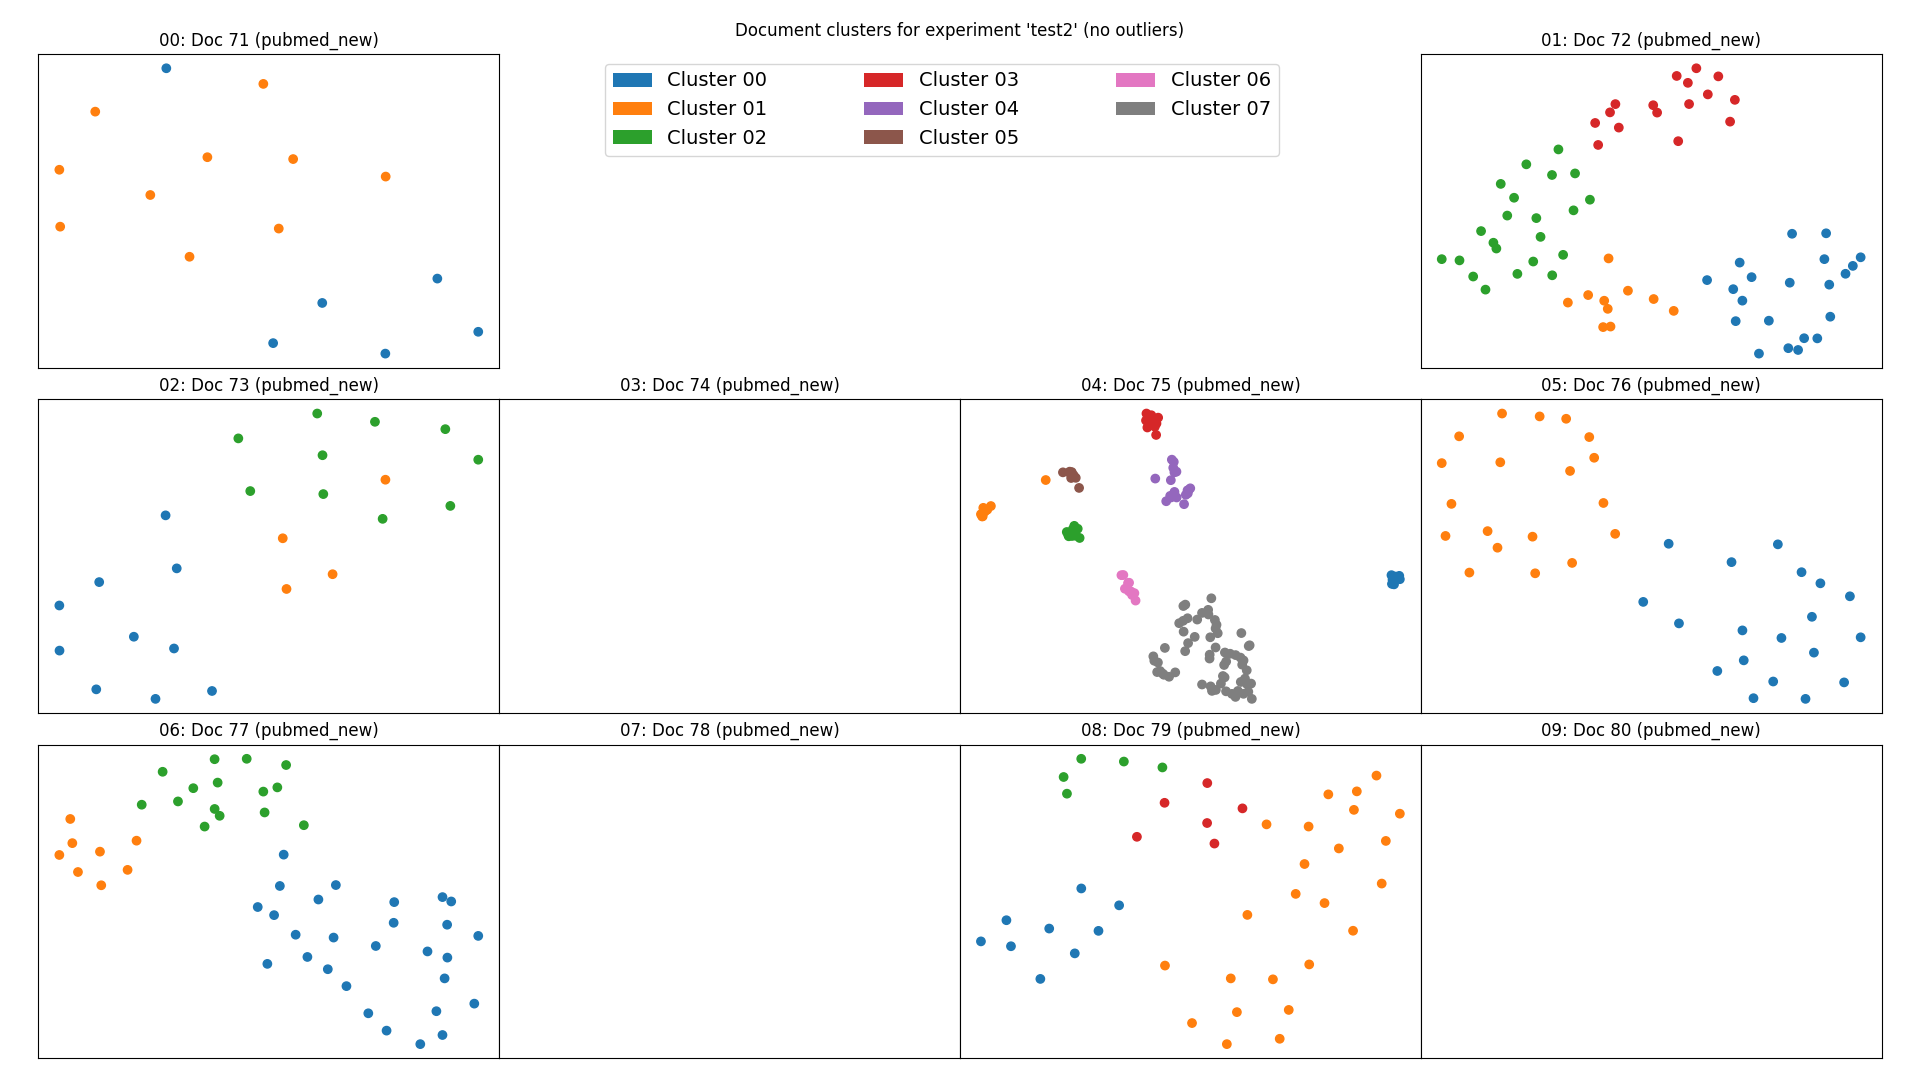 Document clusters for experiment 'test2' (no outliers)
00: Doc 71 (pubmed_new)
01: Doc 72 (pubmed_new)
Cluster 00
Cluster 01
Cluster 02
Cluster 03
Cluster 04
Cluster 05
Cluster 06
Cluster 07
02: Doc 73 (pubmed_new)
03: Doc 74 (pubmed_new)
04: Doc 75 (pubmed_new)
05: Doc 76 (pubmed_new)
06: Doc 77 (pubmed_new)
07: Doc 78 (pubmed_new)
08: Doc 79 (pubmed_new)
09: Doc 80 (pubmed_new)